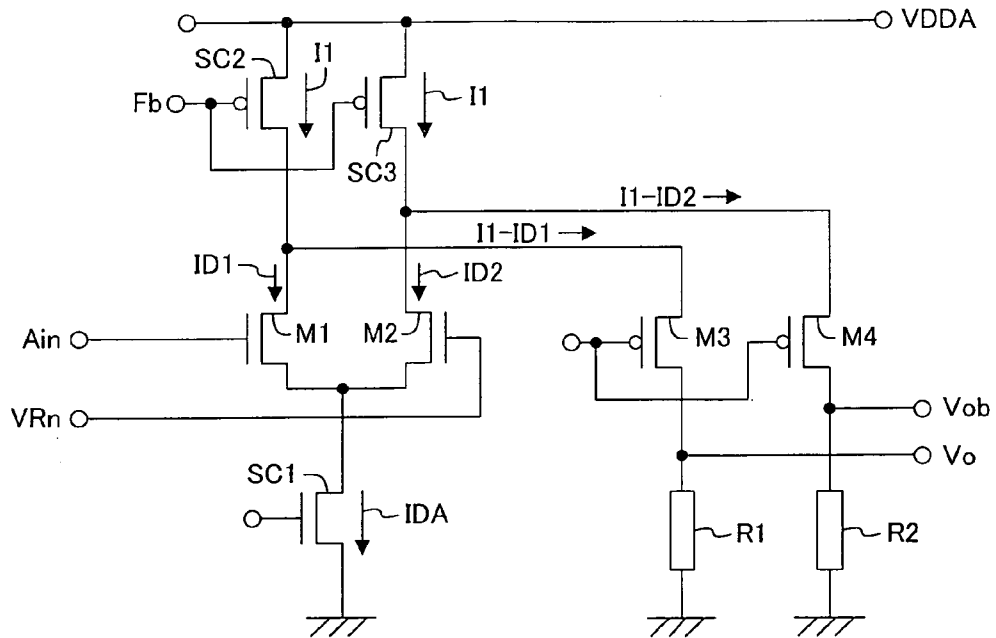 VDDA
SC2
I1
I1
Fb
SC3
I1-ID2
I1-ID1
ID1
ID2
Ain
M1
M2
M3
M4
VRn
Vob
Vo
SC1
IDA
R1
R2